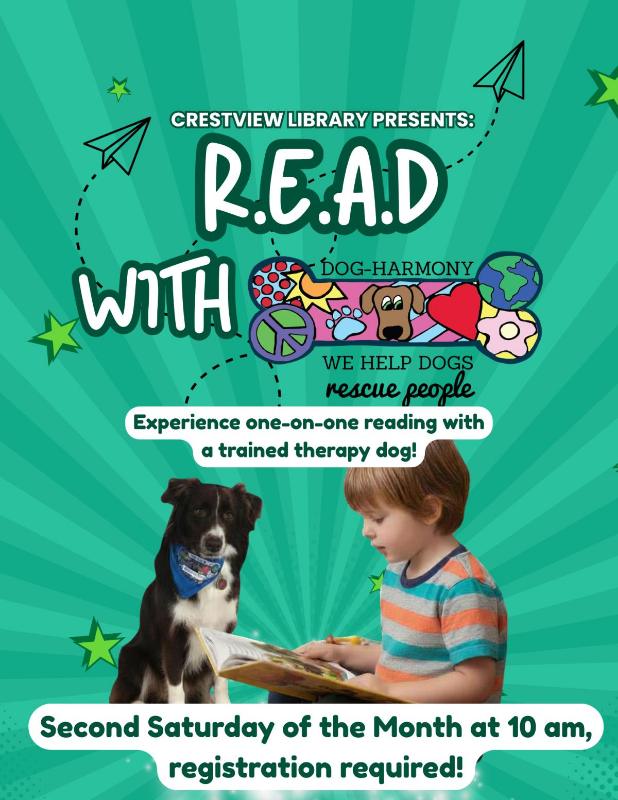 CRESTVIEW LIBRARY PRESENTS:
R.E.A.D
WITH
DOG-HARMONY
WE HELP DOGS
rescue people
Experience one-on-one reading with
a trained therapy dog!
Second Saturday of the Month at 10 am,
registration required!